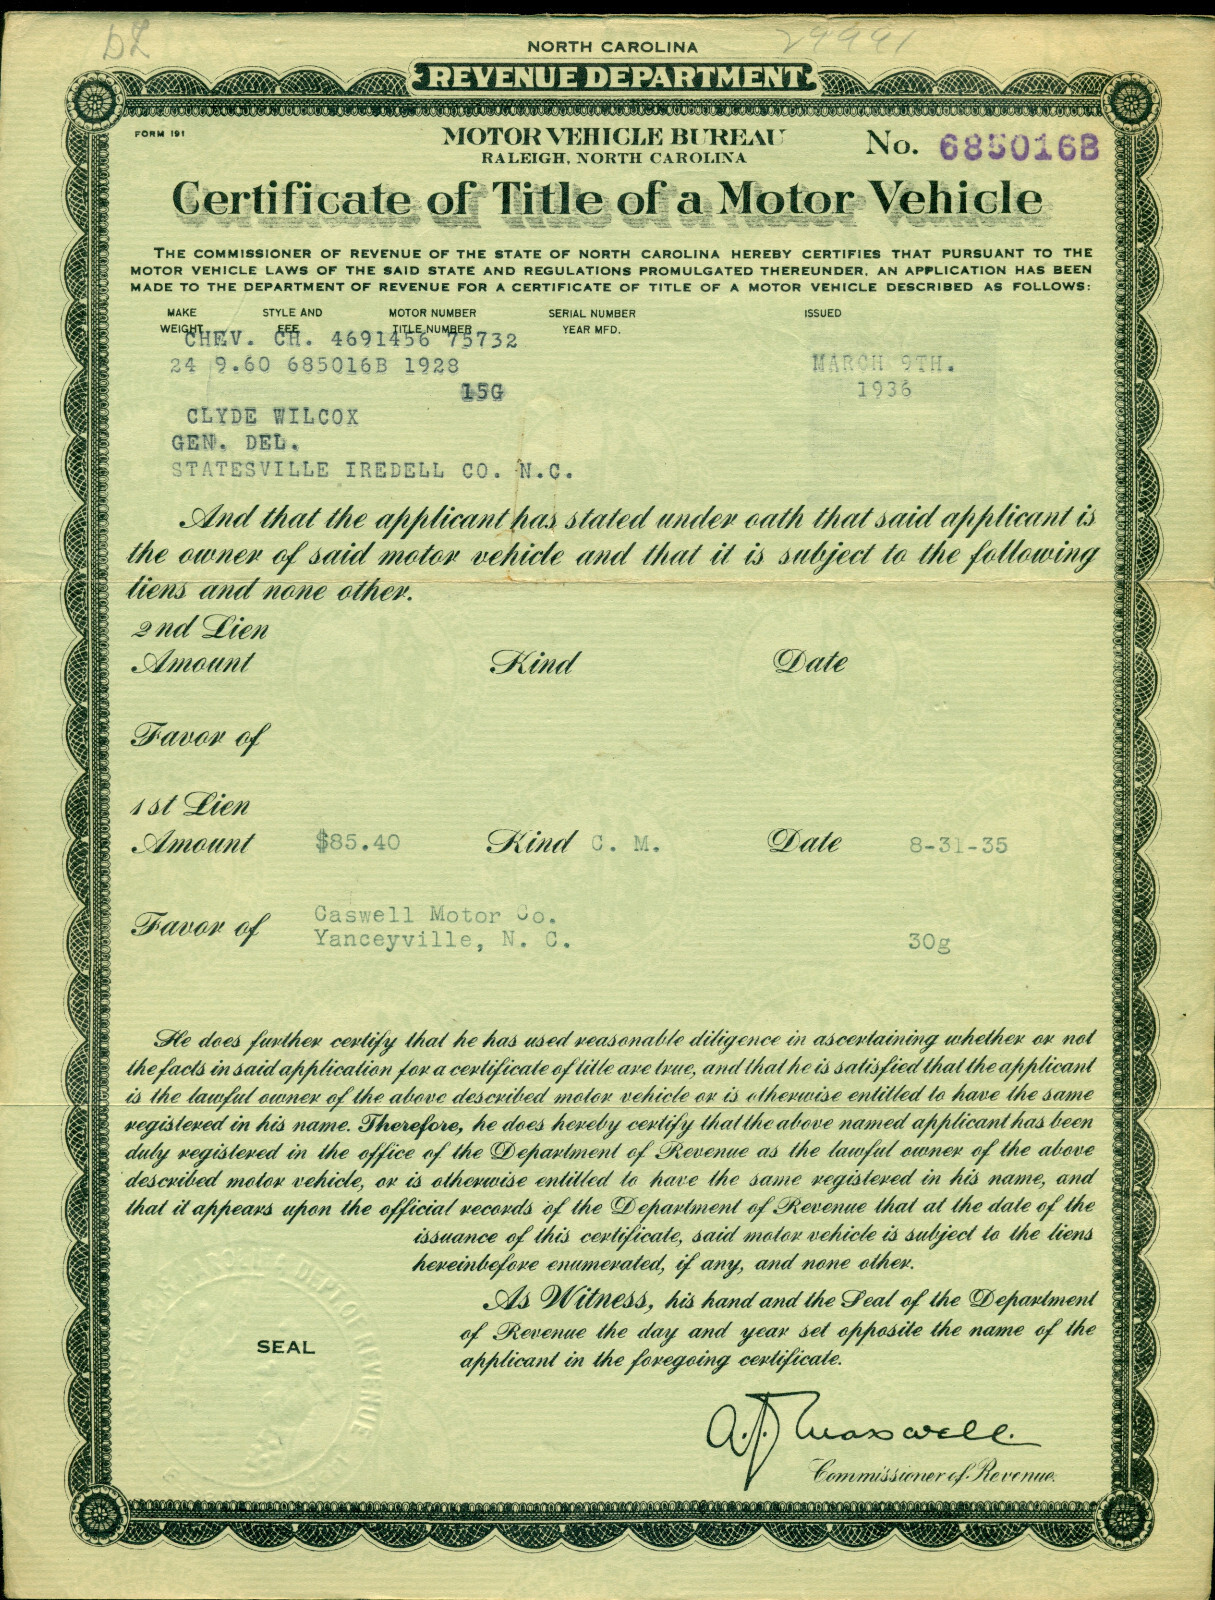 DL 29991
NORTH CAROLINA
REVENUE DEPARTMENT
FORM 191
MOTOR VEHICLE BUREAU
RALEIGH, NORTH CAROLINA
No. 685016B
Certificate of Title of a Motor Vehicle
THE COMMISSIONER OF REVENUE OF THE STATE OF NORTH CAROLINA HEREBY CERTIFIES THAT PURSUANT TO THE
MOTOR VEHICLE LAWS OF THE SAID STATE AND REGULATIONS PROMULGATED THEREUNDER, AN APPLICATION HAS BEEN
MADE TO THE DEPARTMENT OF REVENUE FOR A CERTIFICATE OF TITLE OF A MOTOR VEHICLE DESCRIBED AS FOLLOWS:
MAKE STYLE AND MOTOR NUMBER SERIAL NUMBER ISSUED
WEIGHT FEE TITLE NUMBER YEAR MFD.
CHEV. CH. 4691456 75732
24 9.60 685016B 1928 MARCH 9TH.
15G 1936
CLYDE WILCOX
GEN. DEL.
STATESVILLE IREDELL CO. N.C.
And that the applicant has stated under oath that said applicant is
the owner of said motor vehicle and that it is subject to the following
liens and none other.
2nd Lien
Amount Kind Date
Favor of
1st Lien
Amount $85.40 Kind C. M. Date 8-31-35
Favor of Caswell Motor Co.
Yanceyville, N. C. 30g
He does further certify that he has used reasonable diligence in ascertaining whether or not
the facts in said application for a certificate of title are true, and that he is satisfied that the applicant
is the lawful owner of the above described motor vehicle or is otherwise entitled to have the same
registered in his name. Therefore, he does hereby certify that the above named applicant has been
duly registered in the office of the Department of Revenue as the lawful owner of the above
described motor vehicle, or is otherwise entitled to have the same registered in his name, and
that it appears upon the official records of the Department of Revenue that at the date of the
issuance of this certificate, said motor vehicle is subject to the liens
hereinbefore enumerated, if any, and none other.
As Witness, his hand and the Seal of the Department
of Revenue the day and year set opposite the name of the
applicant in the foregoing certificate.
SEAL
A.J. Maxwell.
Commissioner of Revenue.